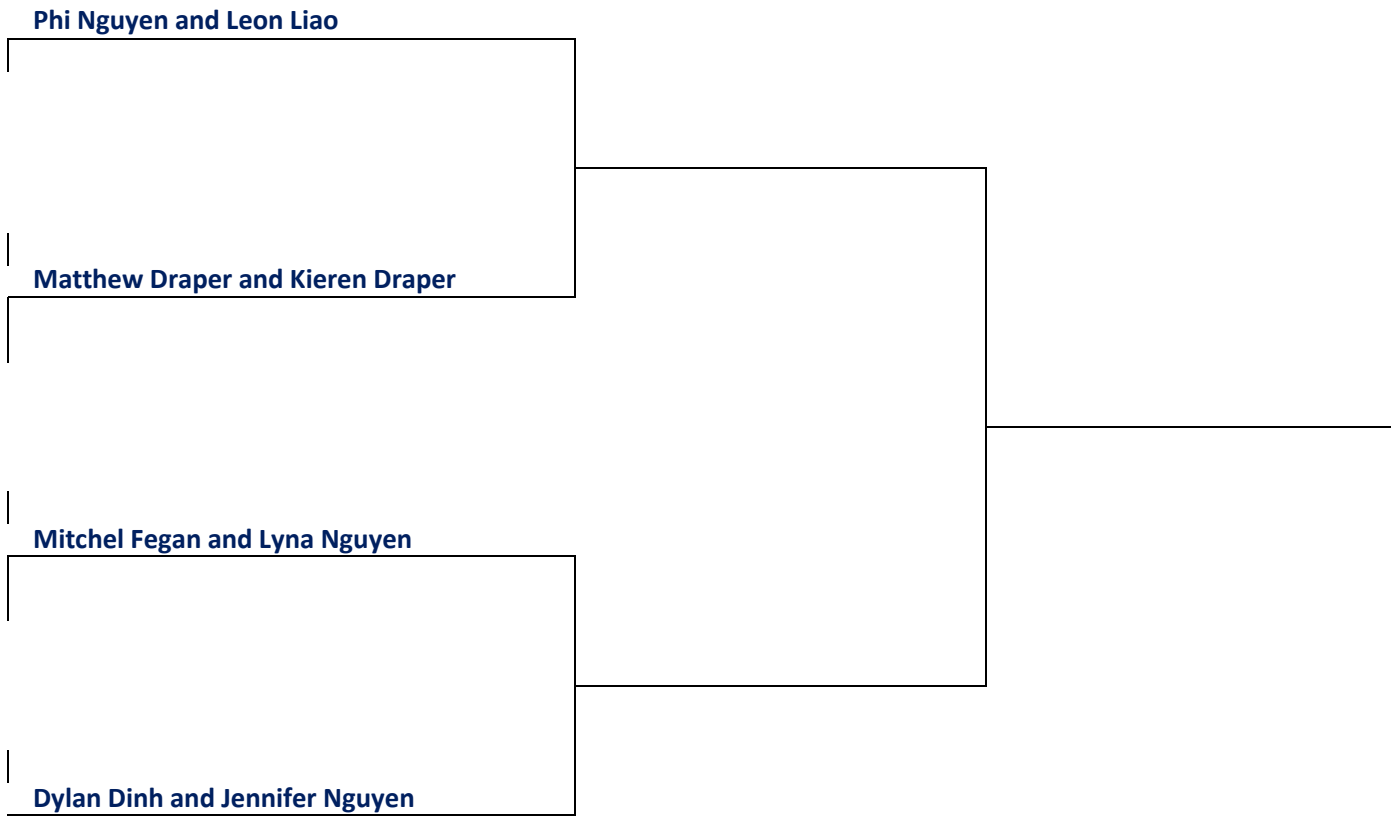 Phi Nguyen and Leon Liao
Matthew Draper and Kieren Draper
Mitchel Fegan and Lyna Nguyen
Dylan Dinh and Jennifer Nguyen